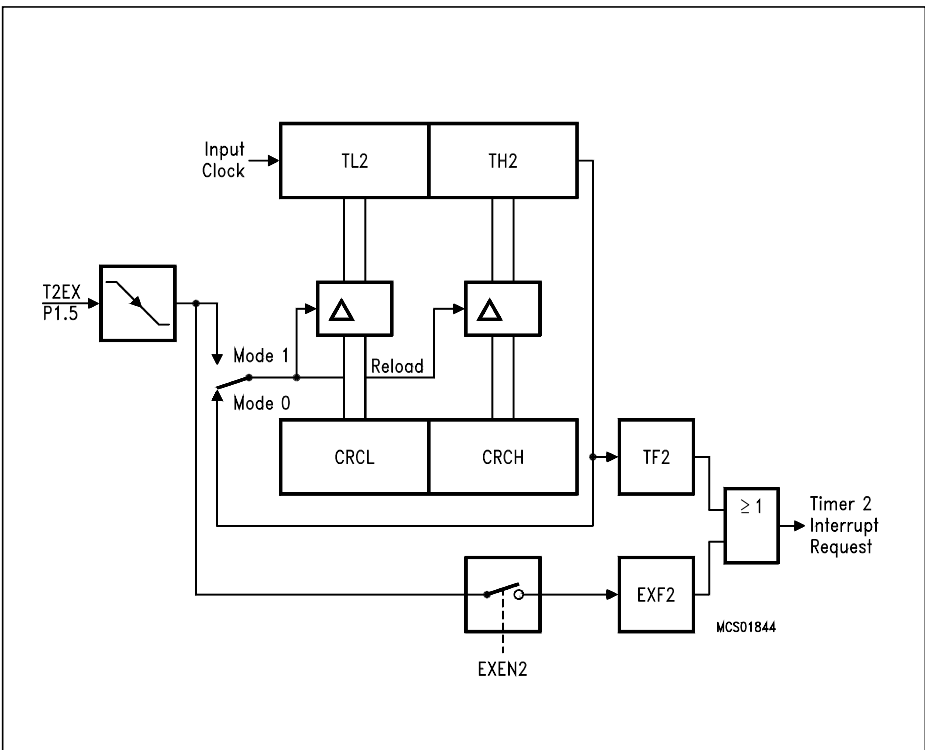 Input
Clock
TL2
TH2
T2EX
P1.5
Mode 1
Reload
Mode 0
CRCL
CRCH
TF2
≥ 1
Timer 2
Interrupt
Request
EXF2
MCS01844
EXEN2